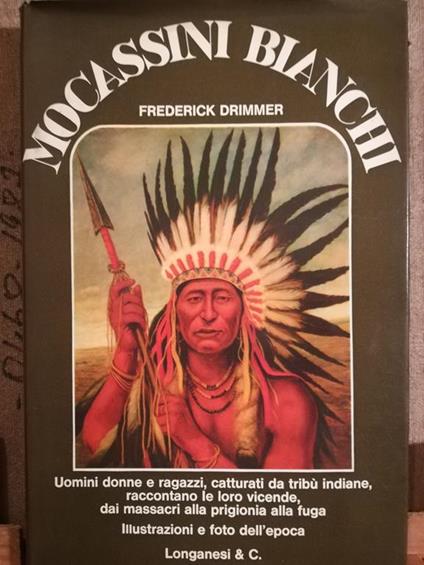 MOCASSINI BIANCHI
FREDERICK DRIMMER
Uomini donne e ragazzi, catturati da tribù indiane,
raccontano le loro vicende,
dai massacri alla prigionia alla fuga
Illustrazioni e foto dell'epoca
Longanesi & C.